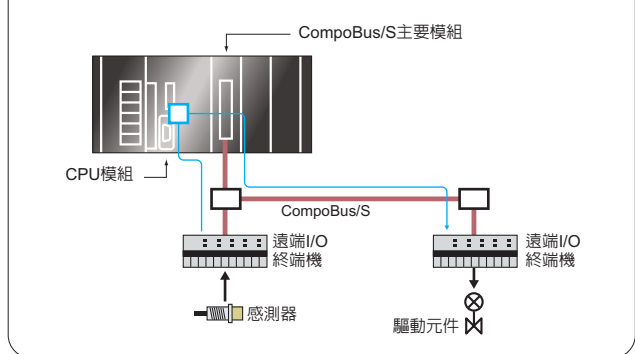 CompoBus/S主要模組
CPU模組
CompoBus/S
遠端I/O
終端機
遠端I/O
終端機
感測器
驅動元件